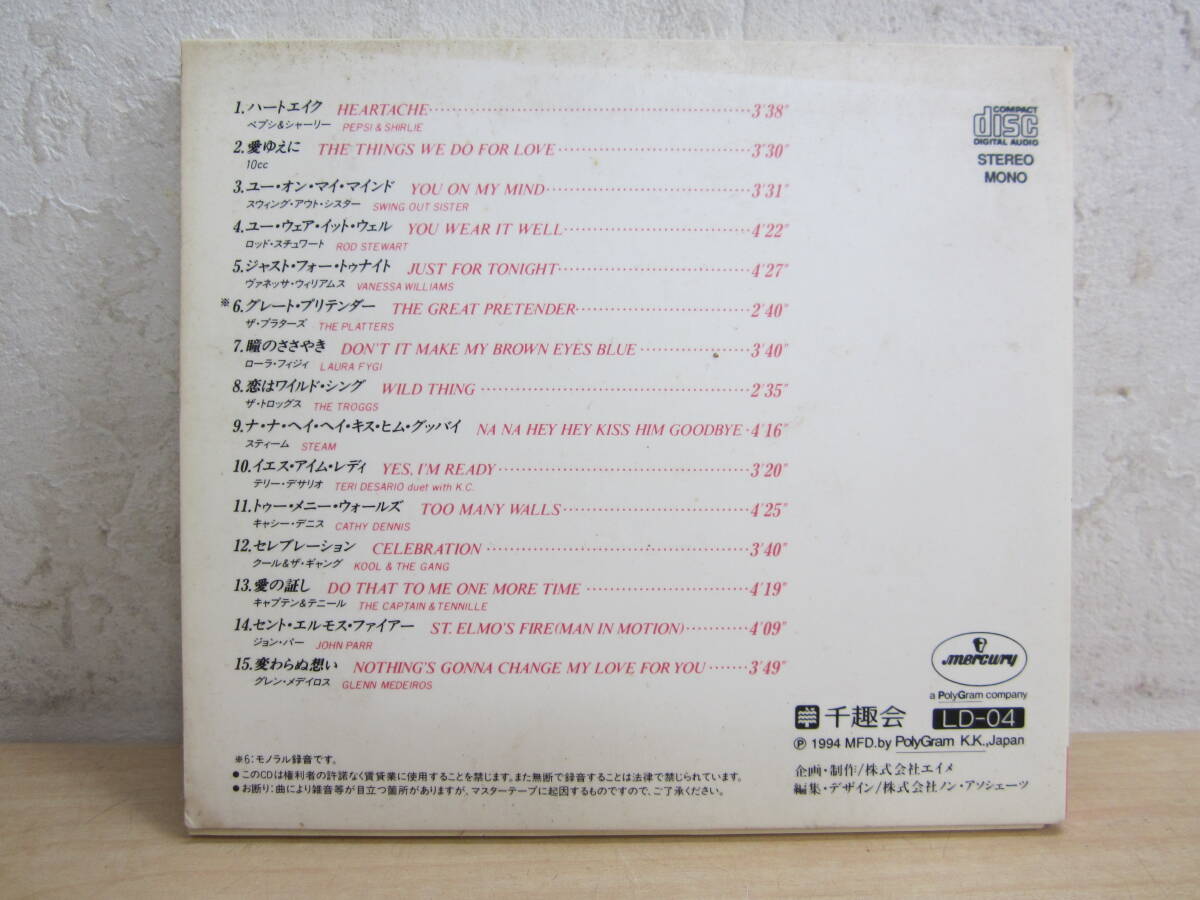 1.ハートエイク HEARTACHE 3'38"
ペプシ&シャーリー PEPSI & SHIRLIE
2.愛ゆえに THE THINGS WE DO FOR LOVE 3'30"
10cc
3.ユー・オン・マイ・マインド YOU ON MY MIND 3'31"
スウィング・アウト・シスター SWING OUT SISTER
4.ユー・ウェア・イット・ウェル YOU WEAR IT WELL 4'22"
ロッド・スチュワート ROD STEWART
5.ジャスト・フォー・トゥナイト JUST FOR TONIGHT 4'27"
ヴァネッサ・ウィリアムス VANESSA WILLIAMS
※6.グレート・プリテンダー THE GREAT PRETENDER 2'40"
ザ・プラターズ THE PLATTERS
7.瞳のささやき DON'T IT MAKE MY BROWN EYES BLUE 3'40"
ローラ・フィジィ LAURA FYGI
8.恋はワイルド・シング WILD THING 2'35"
ザ・トロッグス THE TROGGS
9.ナ・ナ・ヘイ・ヘイ・キス・ヒム・グッバイ NA NA HEY HEY KISS HIM GOODBYE 4'16"
スティーム STEAM
10.イエス・アイム・レディ YES, I'M READY 3'20"
テリー・デサリオ TERI DESARIO duet with K.C.
11.トゥー・メニー・ウォールズ TOO MANY WALLS 4'25"
キャシー・デニス CATHY DENNIS
12.セレブレーション CELEBRATION 3'40"
クール&ザ・ギャング KOOL & THE GANG
13.愛の証し DO THAT TO ME ONE MORE TIME 4'19"
キャプテン&テニール THE CAPTAIN & TENNILLE
14.セント・エルモス・ファイアー ST. ELMO'S FIRE(MAN IN MOTION) 4'09"
ジョン・パー JOHN PARR
15.変わらぬ想い NOTHING'S GONNA CHANGE MY LOVE FOR YOU 3'49"
グレン・メデイロス GLENN MEDEIROS
※6:モノラル録音です。
●このCDは権利者の許諾なく賃貸業に使用することを禁じます。また無断で録音することは法律で禁じられています。
●お断り:曲により雑音等が目立つ箇所がありますが、マスターテープに起因するものですので、ご了承ください。
COMPACT
disc
DIGITAL AUDIO
STEREO
MONO
mercury
a PolyGram company
千趣会 LD-04
Ⓟ 1994 MFD.by PolyGram K.K.,Japan
企画・制作/株式会社エイメ
編集・デザイン/株式会社ノン・アソシェーツ